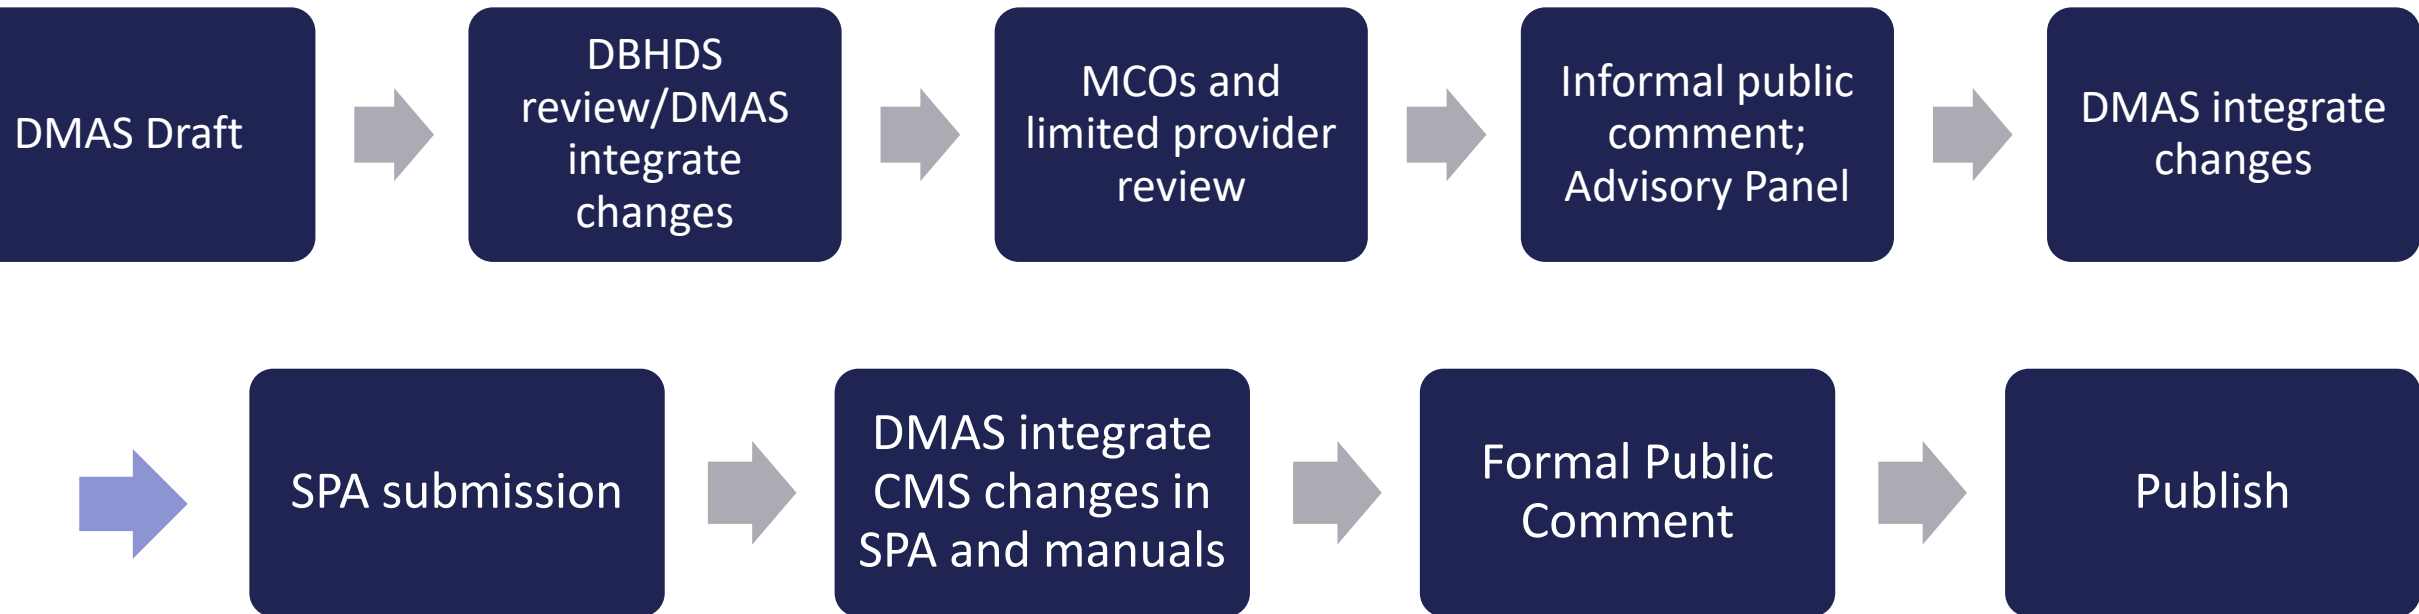 DMAS Draft
DBHDS
review/DMAS
integrate
changes
MCOs and
limited provider
review
Informal public
comment;
Advisory Panel
DMAS integrate
changes
SPA submission
DMAS integrate
CMS changes in
SPA and manuals
Formal Public
Comment
Publish